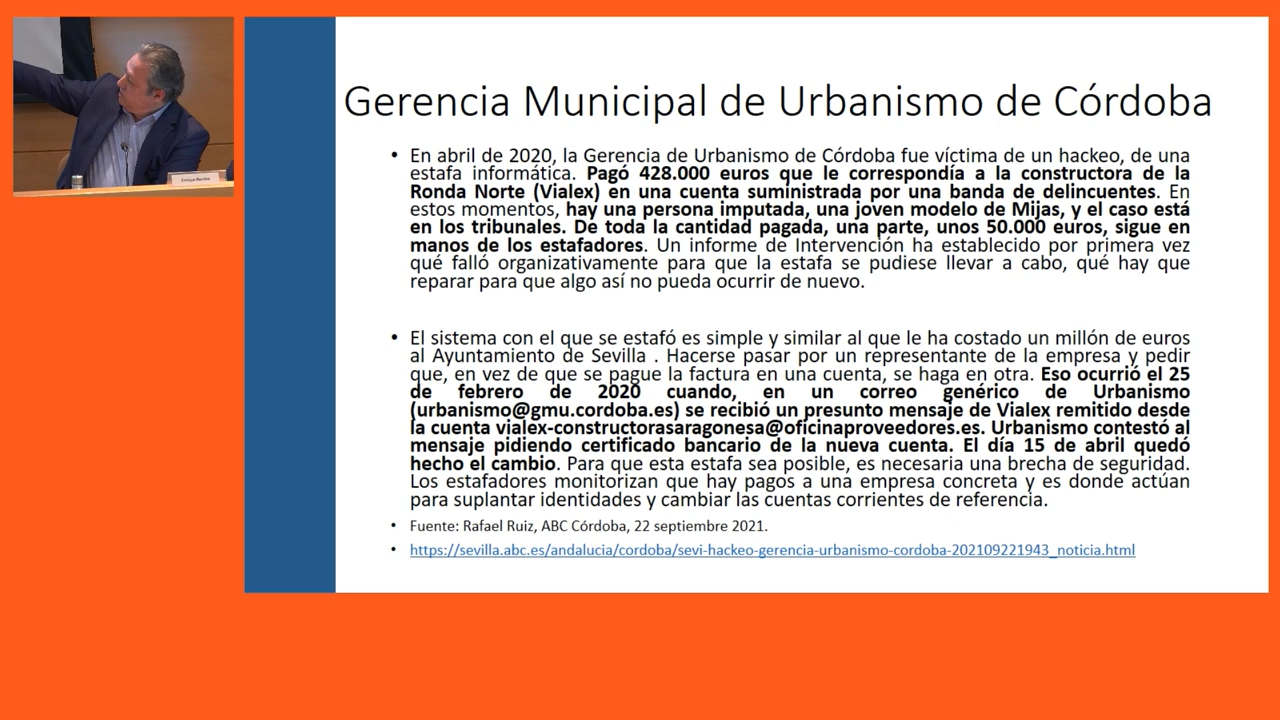 Gerencia Municipal de Urbanismo de Córdoba
• En abril de 2020, la Gerencia de Urbanismo de Córdoba fue víctima de un hackeo, de una
estafa informática. Pagó 428.000 euros que le correspondía a la constructora de la
Ronda Norte (Vialex) en una cuenta suministrada por una banda de delincuentes. En
estos momentos, hay una persona imputada, una joven modelo de Mijas, y el caso está
en los tribunales. De toda la cantidad pagada, una parte, unos 50.000 euros, sigue en
manos de los estafadores. Un informe de Intervención ha establecido por primera vez
qué falló organizativamente para que la estafa se pudiese llevar a cabo, qué hay que
reparar para que algo así no pueda ocurrir de nuevo.
• El sistema con el que se estafó es simple y similar al que le ha costado un millón de euros
al Ayuntamiento de Sevilla . Hacerse pasar por un representante de la empresa y pedir
que, en vez de que se pague la factura en una cuenta, se haga en otra. Eso ocurrió el 25
de febrero de 2020 cuando, en un correo genérico de Urbanismo
(urbanismo@gmu.cordoba.es) se recibió un presunto mensaje de Vialex remitido desde
la cuenta vialex-constructorasaragonesa@oficinaproveedores.es. Urbanismo contestó al
mensaje pidiendo certificado bancario de la nueva cuenta. El día 15 de abril quedó
hecho el cambio. Para que esta estafa sea posible, es necesaria una brecha de seguridad.
Los estafadores monitorizan que hay pagos a una empresa concreta y es donde actúan
para suplantar identidades y cambiar las cuentas corrientes de referencia.
• Fuente: Rafael Ruiz, ABC Córdoba, 22 septiembre 2021.
• https://sevilla.abc.es/andalucia/cordoba/sevi-hackeo-gerencia-urbanismo-cordoba-202109221943_noticia.html